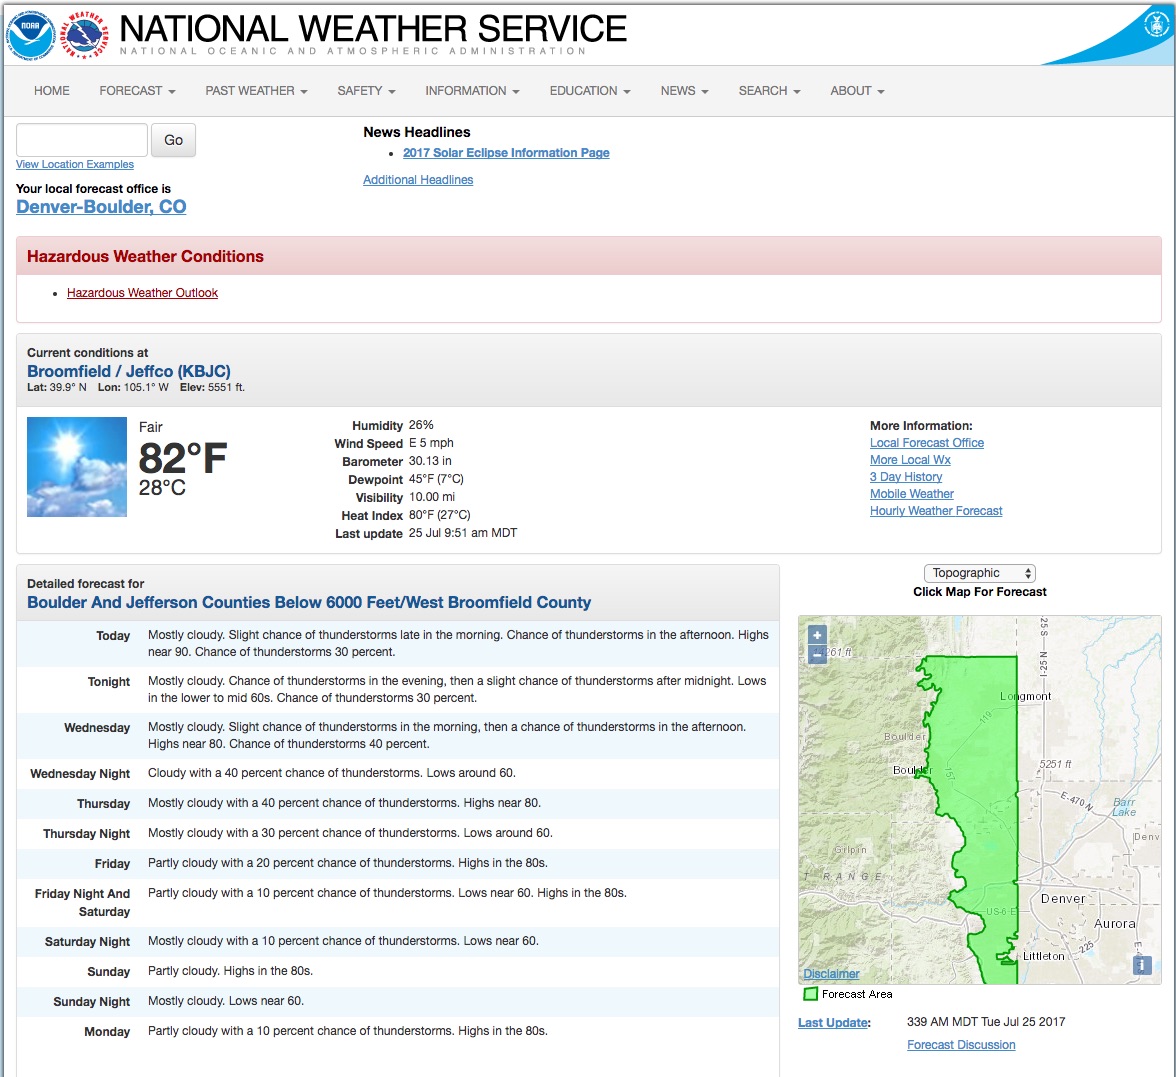 NOAA
NATIONAL WEATHER SERVICE
NATIONAL OCEANIC AND ATMOSPHERIC ADMINISTRATION
HOME FORECAST PAST WEATHER SAFETY INFORMATION EDUCATION NEWS SEARCH ABOUT
Go
View Location Examples
Your local forecast office is
Denver-Boulder, CO
News Headlines
2017 Solar Eclipse Information Page
Additional Headlines
Hazardous Weather Conditions
Hazardous Weather Outlook
Current conditions at
Broomfield / Jeffco (KBJC)
Lat: 39.9° N Lon: 105.1° W Elev: 5551 ft.
Fair
82°F
28°C
Humidity 26%
Wind Speed E 5 mph
Barometer 30.13 in
Dewpoint 45°F (7°C)
Visibility 10.00 mi
Heat Index 80°F (27°C)
Last update 25 Jul 9:51 am MDT
More Information:
Local Forecast Office
More Local Wx
3 Day History
Mobile Weather
Hourly Weather Forecast
Detailed forecast for
Boulder And Jefferson Counties Below 6000 Feet/West Broomfield County
Today Mostly cloudy. Slight chance of thunderstorms late in the morning. Chance of thunderstorms in the afternoon. Highs
near 90. Chance of thunderstorms 30 percent.
Tonight Mostly cloudy. Chance of thunderstorms in the evening, then a slight chance of thunderstorms after midnight. Lows
in the lower to mid 60s. Chance of thunderstorms 30 percent.
Wednesday Mostly cloudy. Slight chance of thunderstorms in the morning, then a chance of thunderstorms in the afternoon.
Highs near 80. Chance of thunderstorms 40 percent.
Wednesday Night Cloudy with a 40 percent chance of thunderstorms. Lows around 60.
Thursday Mostly cloudy with a 40 percent chance of thunderstorms. Highs near 80.
Thursday Night Mostly cloudy with a 30 percent chance of thunderstorms. Lows around 60.
Friday Partly cloudy with a 20 percent chance of thunderstorms. Highs in the 80s.
Friday Night And Partly cloudy with a 10 percent chance of thunderstorms. Lows near 60. Highs in the 80s.
Saturday
Saturday Night Mostly cloudy with a 10 percent chance of thunderstorms. Lows near 60.
Sunday Partly cloudy. Highs in the 80s.
Sunday Night Mostly cloudy. Lows near 60.
Monday Partly cloudy with a 10 percent chance of thunderstorms. Highs in the 80s.
Topographic
Click Map For Forecast
+
−
I-25 S
I-25 N
Longmont
119
Boulder
Boulder
157
5251 ft
E-470 N
Barr
Lake
Denv
Gilpin
T RANGE
Denver
US-6 E
Aurora
225
Littleton
E-
i
Disclaimer
Forecast Area
Last Update: 339 AM MDT Tue Jul 25 2017
Forecast Discussion